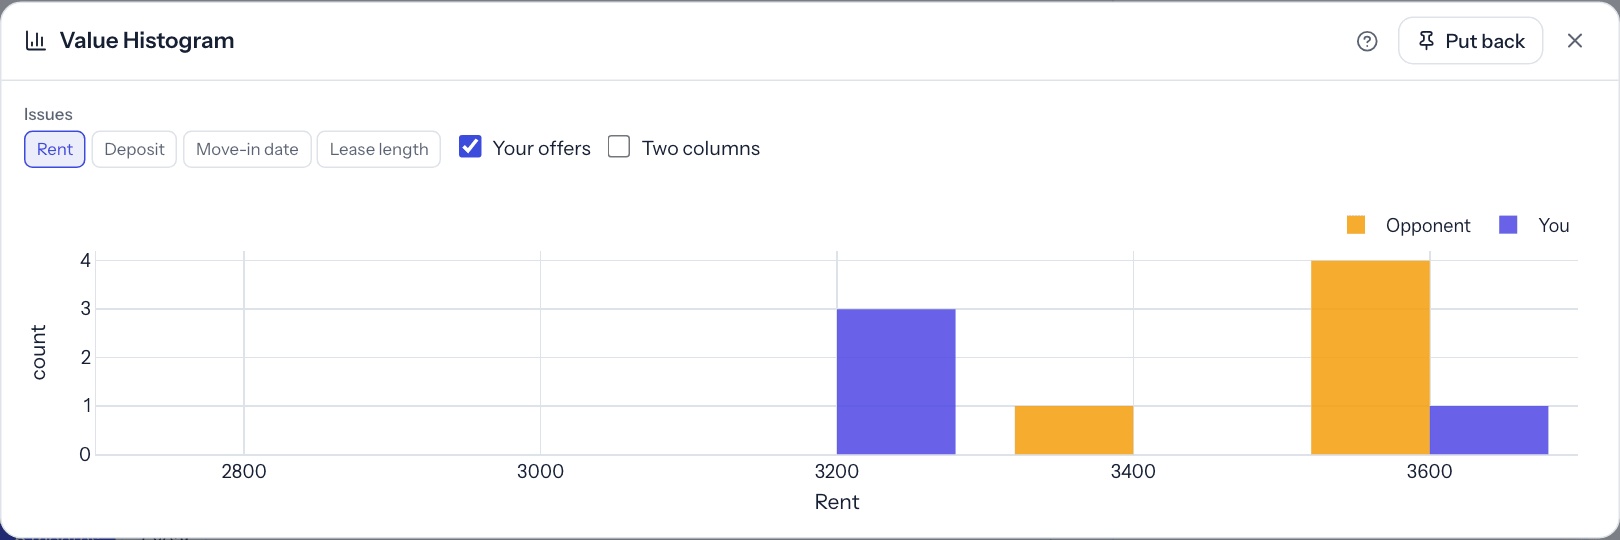 Value Histogram
Put back
Issues
Rent Deposit Move-in date Lease length Your offers Two columns
Opponent You
4
3
2
1
0
count
2800 3000 3200 3400 3600
Rent